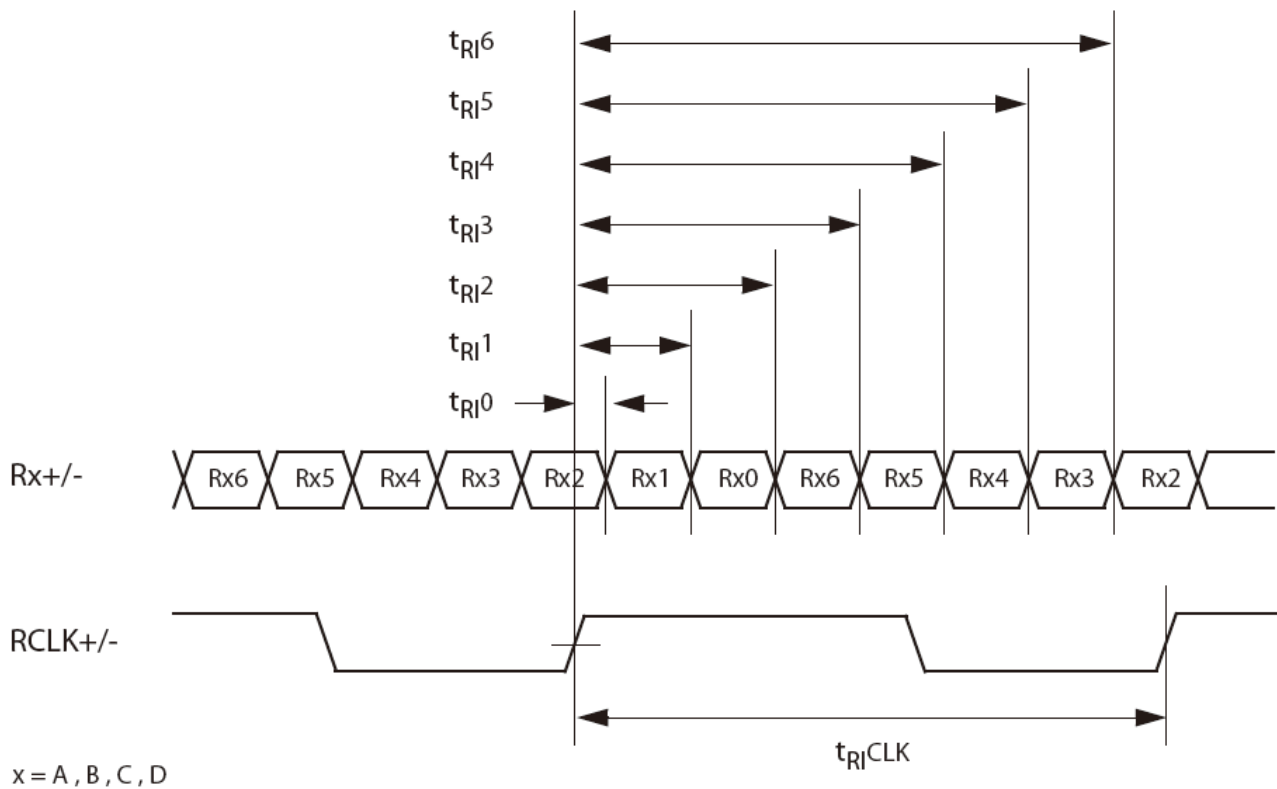 tRI6
tRI5
tRI4
tRI3
tRI2
tRI1
tRI0
Rx+/- Rx6 Rx5 Rx4 Rx3 Rx2 Rx1 Rx0 Rx6 Rx5 Rx4 Rx3 Rx2
RCLK+/-
tRICLK
x = A , B , C , D